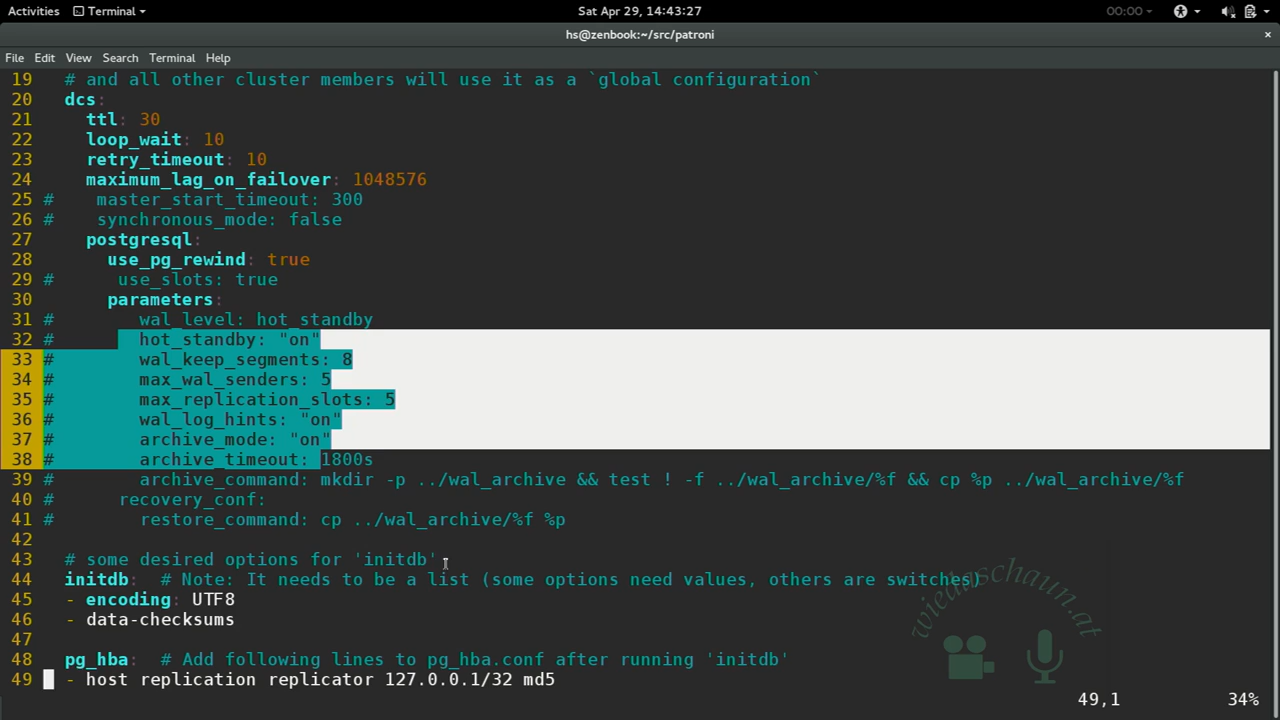 Activities Terminal Sat Apr 29, 14:43:27 00:00
hs@zenbook:~/src/patroni ×
File Edit View Search Terminal Help
19 # and all other cluster members will use it as a `global configuration`
20 dcs:
21 ttl: 30
22 loop_wait: 10
23 retry_timeout: 10
24 maximum_lag_on_failover: 1048576
25 # master_start_timeout: 300
26 # synchronous_mode: false
27 postgresql:
28 use_pg_rewind: true
29 # use_slots: true
30 parameters:
31 # wal_level: hot_standby
32 # hot_standby: "on"
33 # wal_keep_segments: 8
34 # max_wal_senders: 5
35 # max_replication_slots: 5
36 # wal_log_hints: "on"
37 # archive_mode: "on"
38 # archive_timeout: 1800s
39 # archive_command: mkdir -p ../wal_archive && test ! -f ../wal_archive/%f && cp %p ../wal_archive/%f
40 # recovery_conf:
41 # restore_command: cp ../wal_archive/%f %p
42
43 # some desired options for 'initdb'
44 initdb: # Note: It needs to be a list (some options need values, others are switches)
45 - encoding: UTF8
46 - data-checksums
47
48 pg_hba: # Add following lines to pg_hba.conf after running 'initdb'
49 - host replication replicator 127.0.0.1/32 md5
49,1 34%
wiedaschaun.at